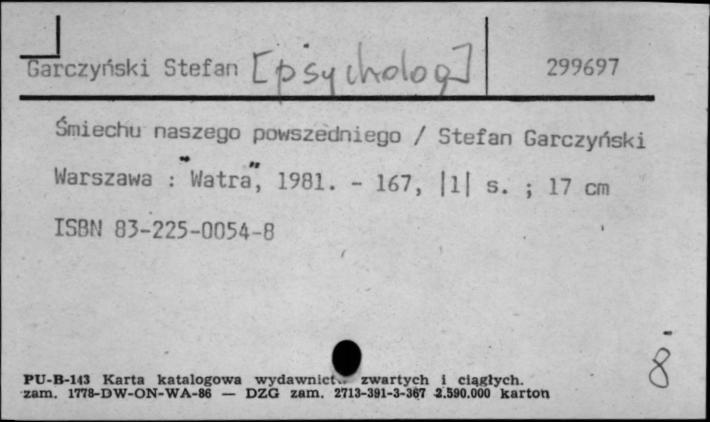 Garczyński Stefan [psycholog] 299697
Śmiechu naszego powszedniego / Stefan Garczyński
Warszawa : "Watra", 1981. - 167, |1| s. ; 17 cm
ISBN 83-225-0054-8
8
PU-B-143 Karta katalogowa wydawnictw zwartych i ciągłych.
zam. 1778-DW-ON-WA-86 — DZG zam. 2713-391-3-367 2.590.000 karton